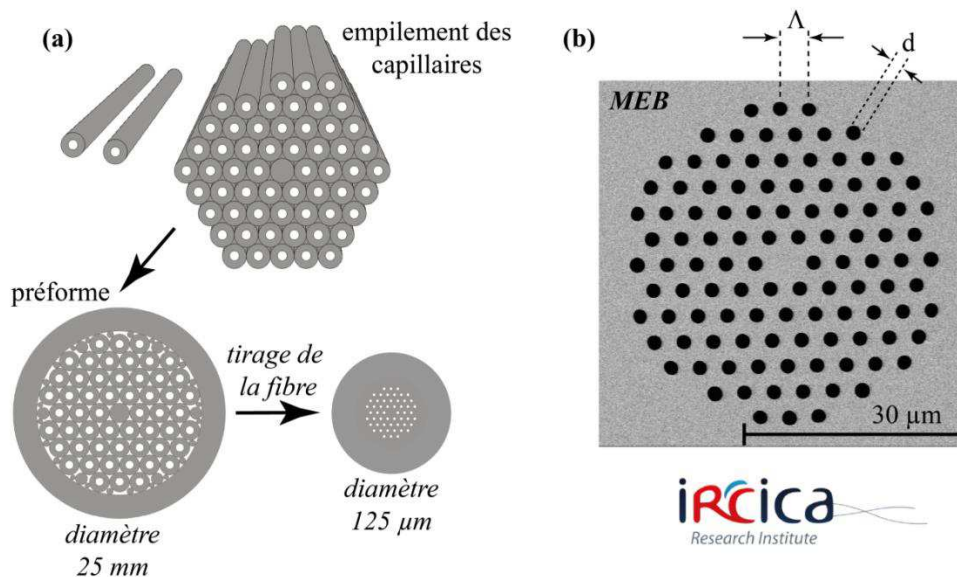 (a)
empilement des
capillaires
préforme
tirage de
la fibre
diamètre
25 mm
diamètre
125 µm
(b)
Λ
d
MEB
30 µm
iRCica
Research Institute